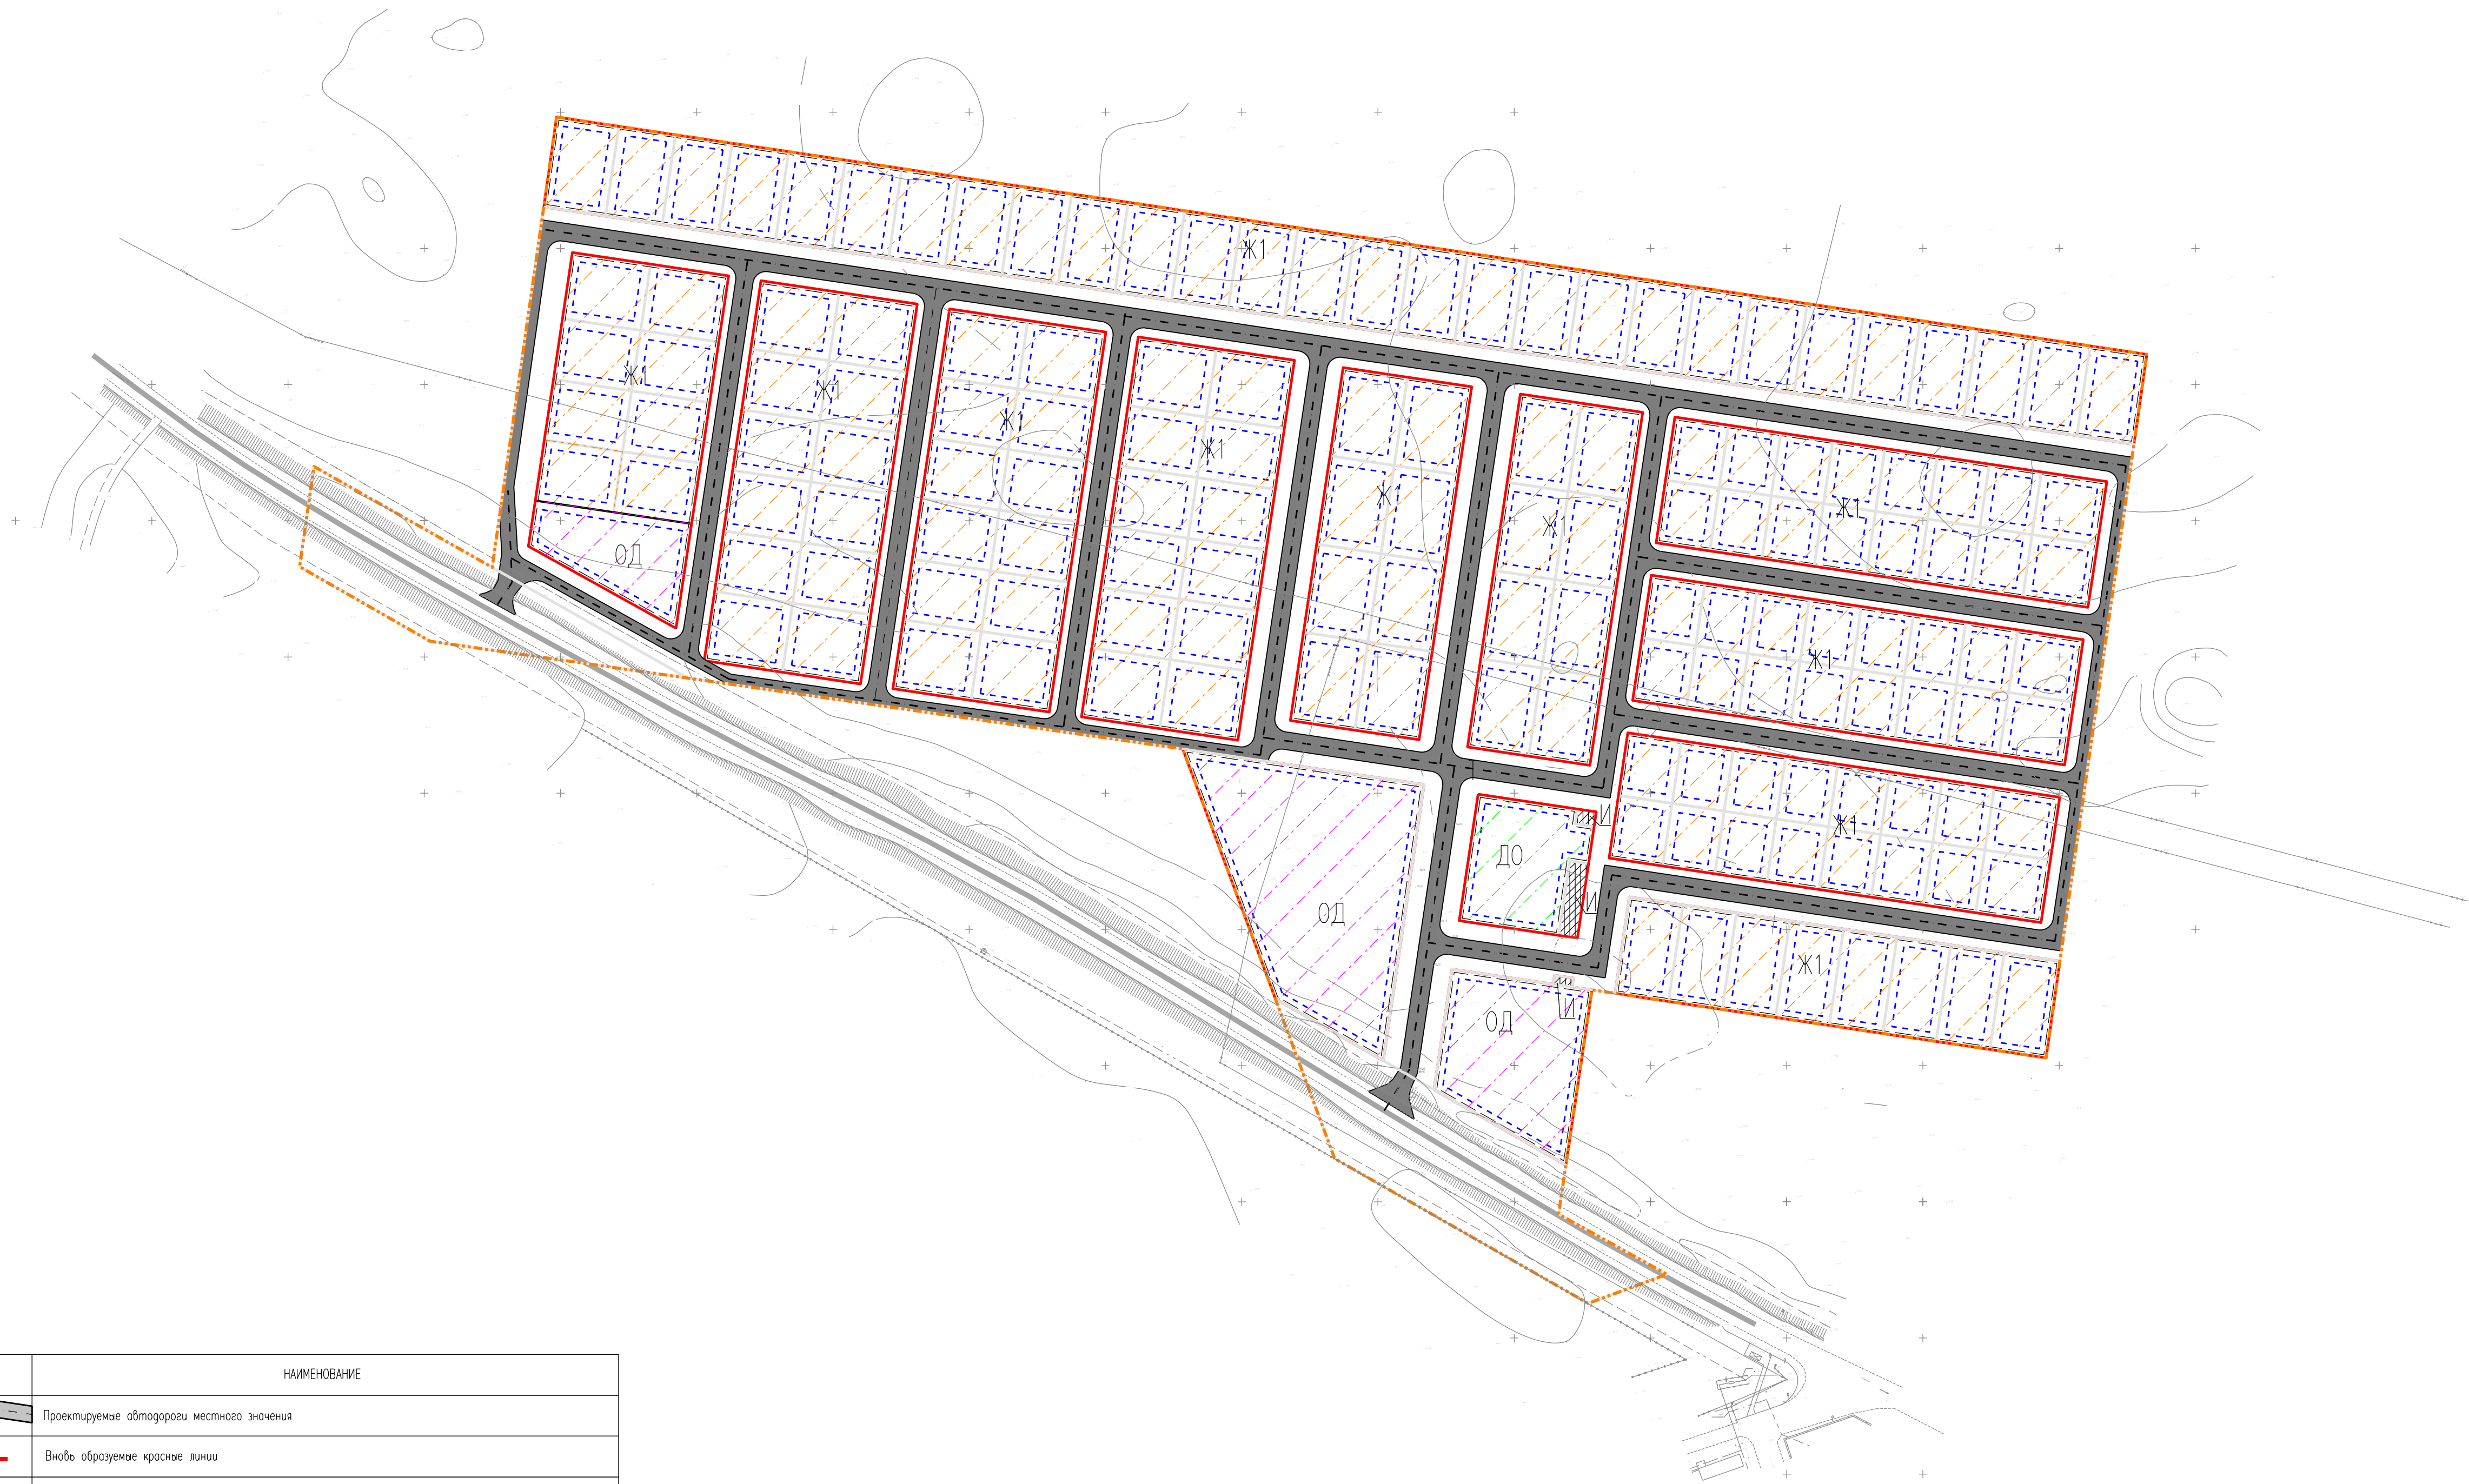 Ж1
Ж1
Ж1
Ж1
Ж1
Ж1
Ж1
Ж1
ОД
Ж1
И
Ж1
ДО
И
ОД
Ж1
И
ОД
НАИМЕНОВАНИЕ
Проектируемые автодороги местного значения
Вновь образуемые красные линии